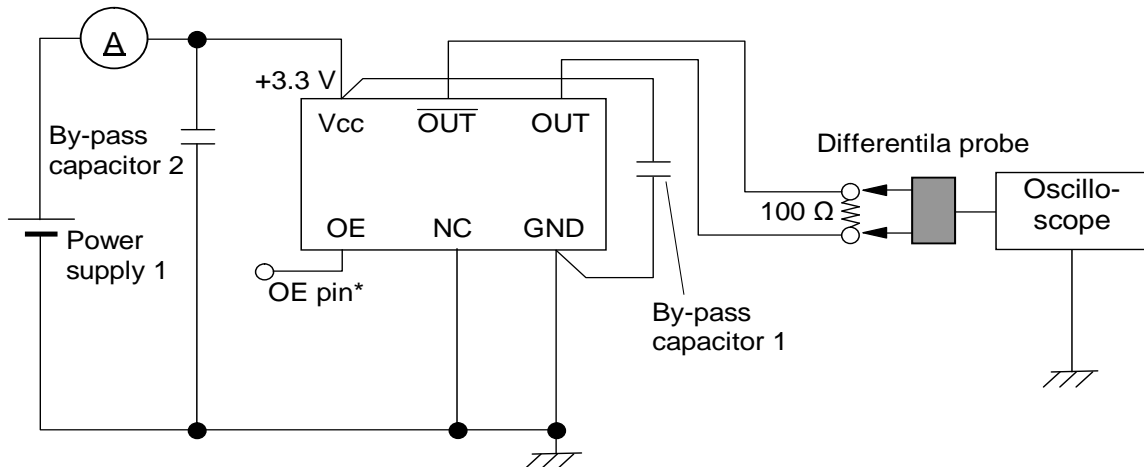 A
+3.3 V
Vcc
OUT
OUT
By-pass
capacitor 2
Differentila probe
Oscillo-
scope
100 Ω
OE
NC
GND
Power
supply 1
OE pin*
By-pass
capacitor 1